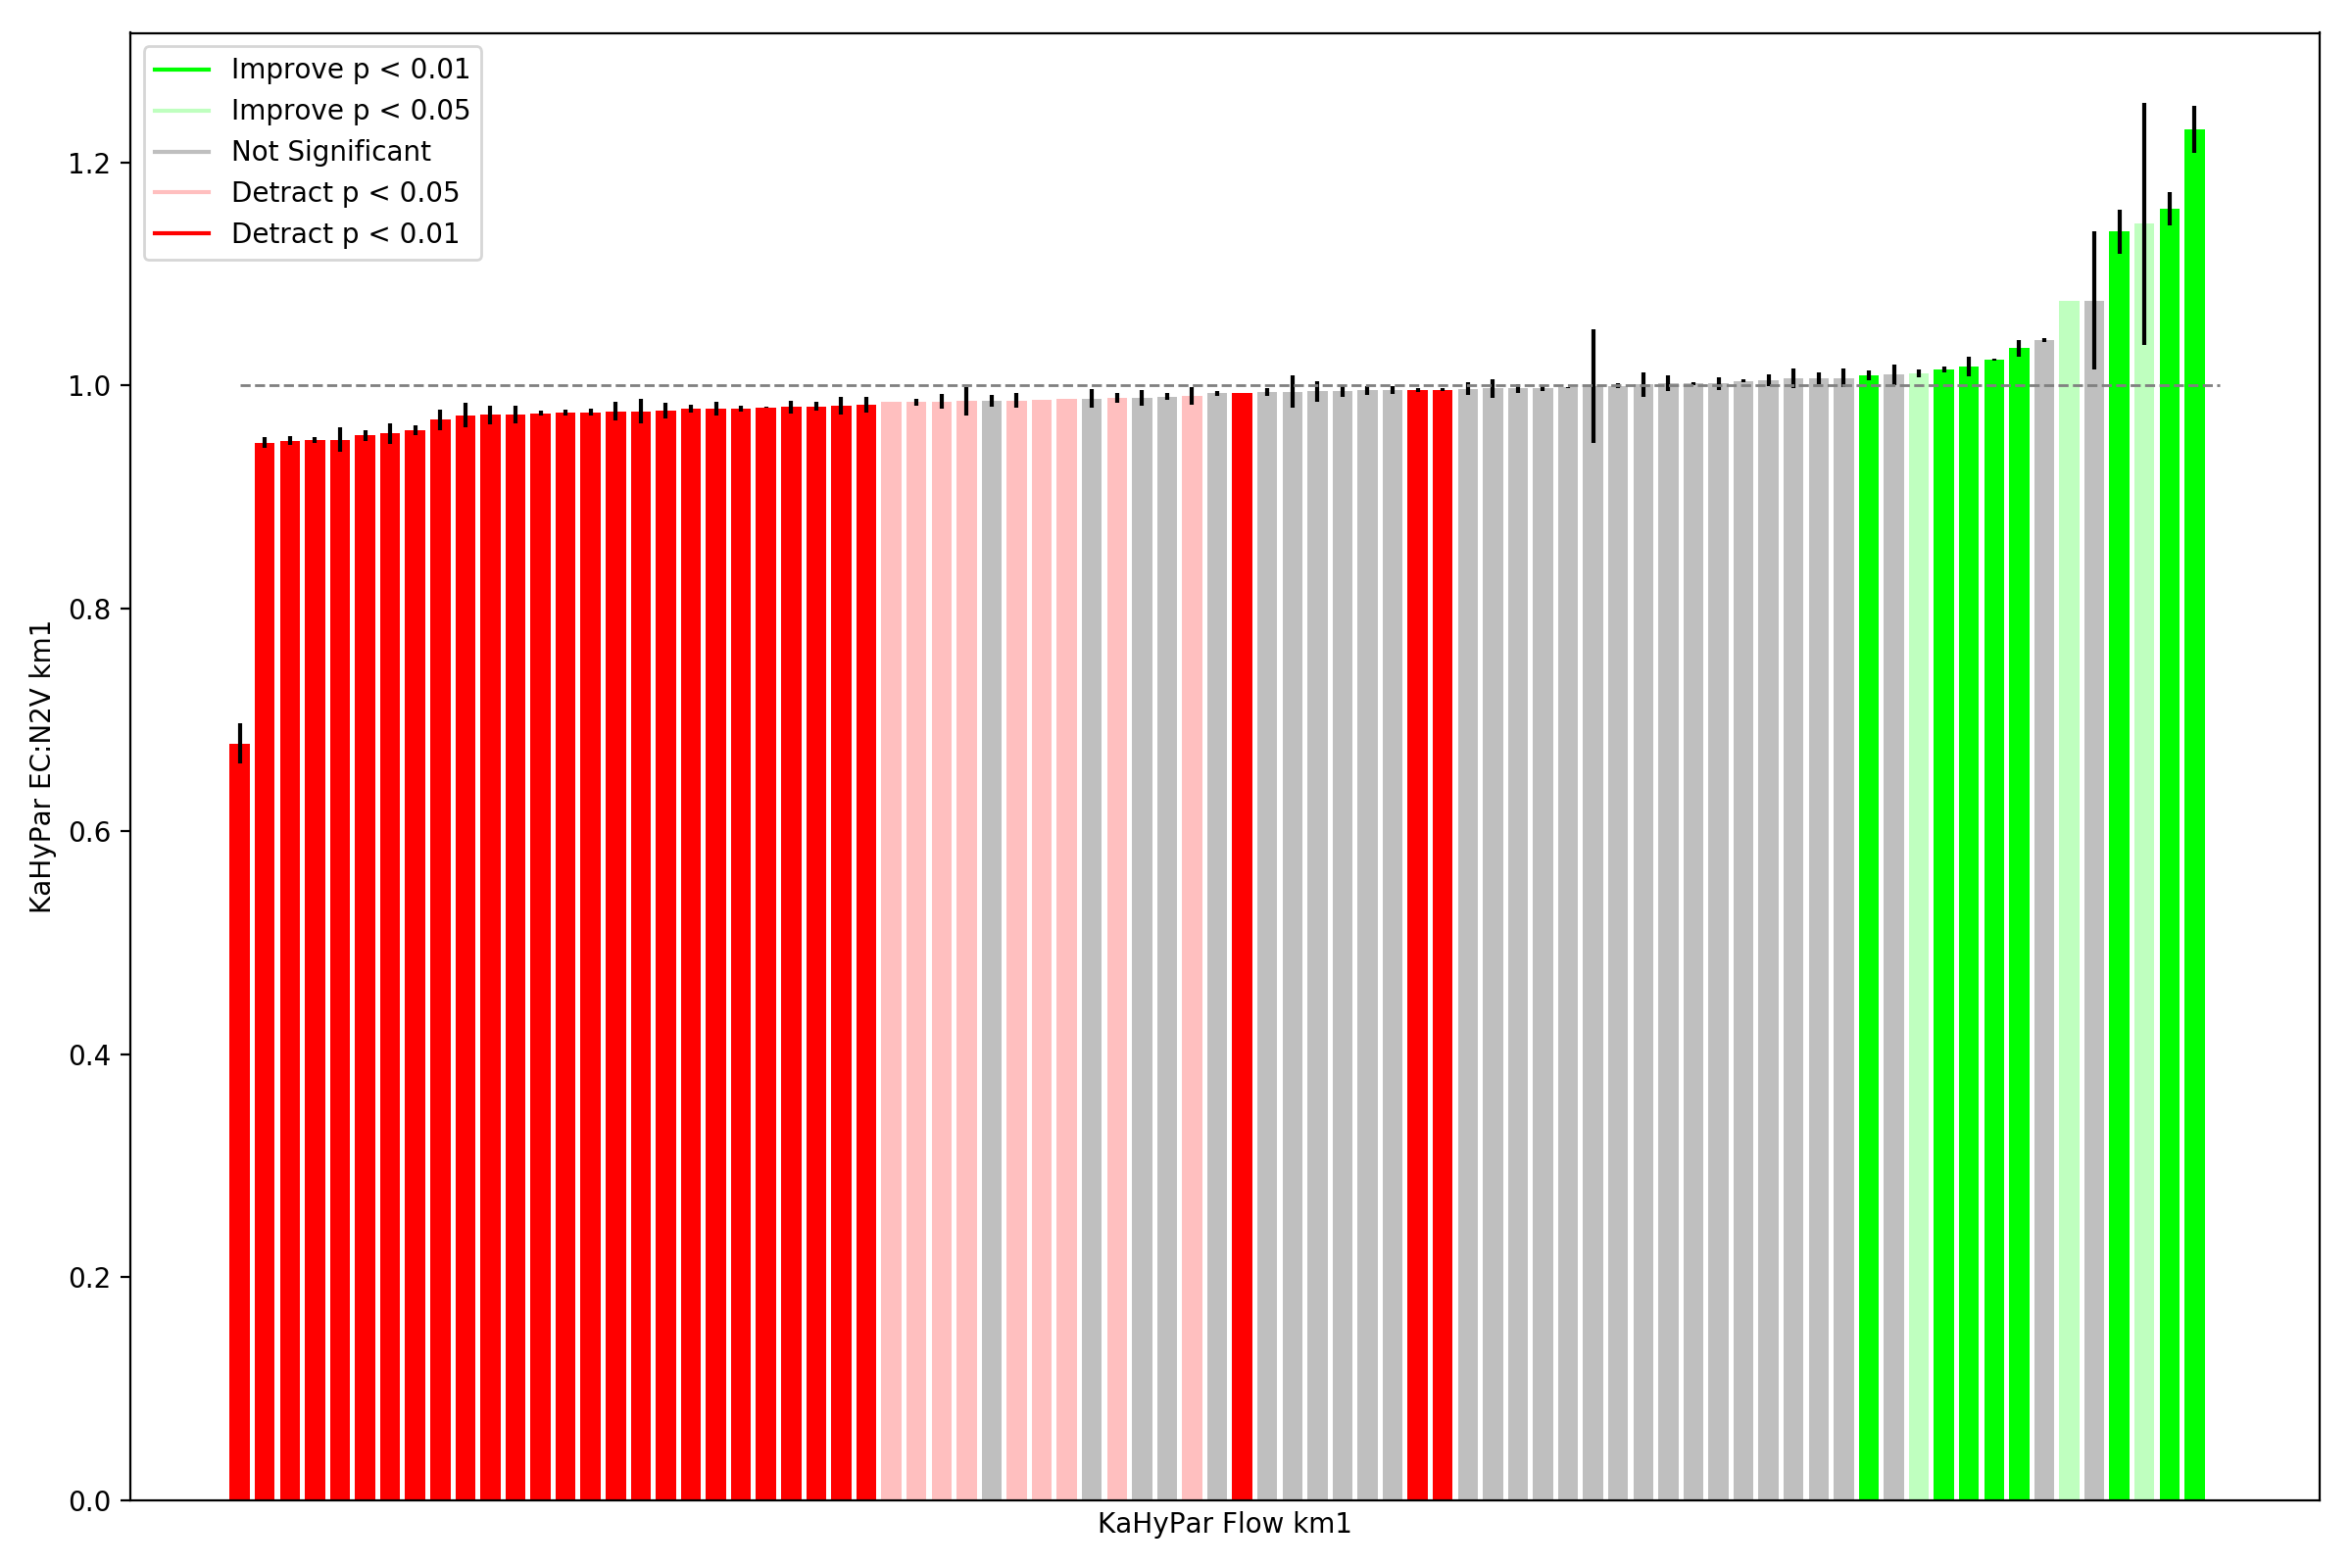 Improve p < 0.01
Improve p < 0.05
Not Significant
Detract p < 0.05
Detract p < 0.01
1.2
1.0
0.8
0.6
0.4
0.2
0.0
KaHyPar EC:N2V km1
KaHyPar Flow km1